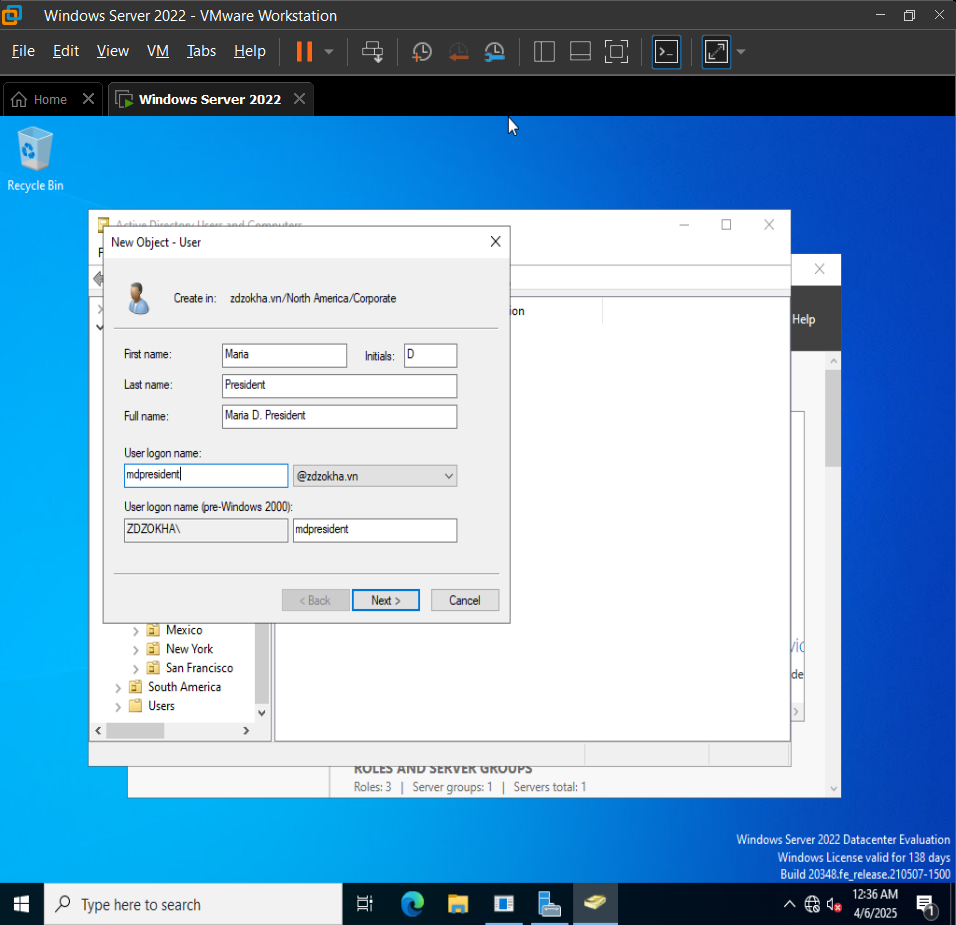 Windows Server 2022 - VMware Workstation
File Edit View VM Tabs Help
Home Windows Server 2022
Recycle Bin
Active Directory Users and Computers
New Object - User
Create in: zdzokha.vn/North America/Corporate
ion
Help
First name: Maria Initials: D
Last name: President
Full name: Maria D. President
User logon name:
mdpresident @zdzokha.vn
User logon name (pre-Windows 2000):
ZDZOKHA\ mdpresident
< Back Next > Cancel
Mexico
New York
San Francisco
South America
Users
ROLES AND SERVER GROUPS
Roles: 3 | Server groups: 1 | Servers total: 1
Windows Server 2022 Datacenter Evaluation
Windows License valid for 138 days
Build 20348.fe_release.210507-1500
Type here to search
12:36 AM
4/6/2025
1